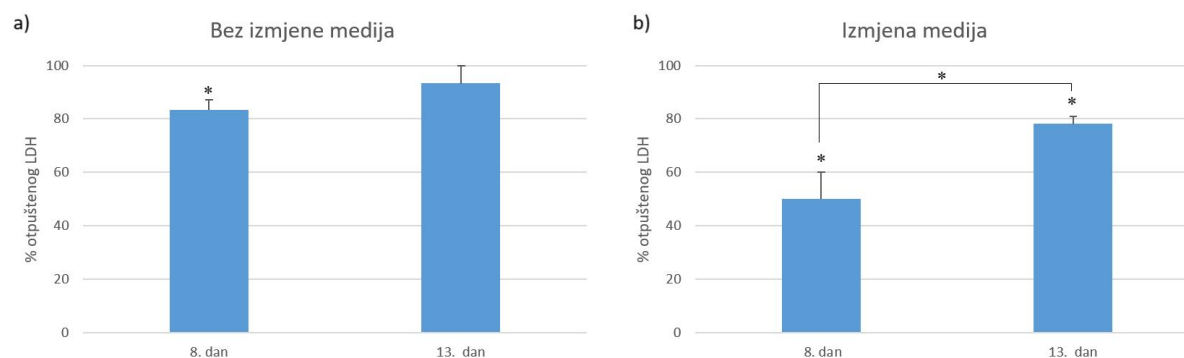 a)
Bez izmjene medija
% otpuštenog LDH
100
80
60
40
20
0
*
8. dan
13. dan
b)
Izmjena medija
% otpuštenog LDH
100
80
60
40
20
0
*
*
*
8. dan
13. dan